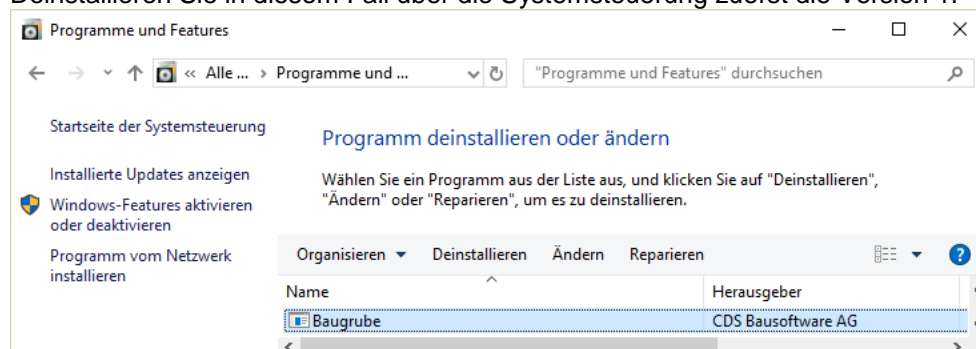 Deinstallieren Sie in diesem Fall über die Systemsteuerung zuerst die Version 1.
Programme und Features
« Alle ... > Programme und ... "Programme und Features" durchsuchen
Startseite der Systemsteuerung
Programm deinstallieren oder ändern
Installierte Updates anzeigen
Wählen Sie ein Programm aus der Liste aus, und klicken Sie auf "Deinstallieren",
Windows-Features aktivieren
"Ändern" oder "Reparieren", um es zu deinstallieren.
oder deaktivieren
Programm vom Netzwerk
installieren
Organisieren Deinstallieren Ändern Reparieren
Name Herausgeber
Baugrube CDS Bausoftware AG